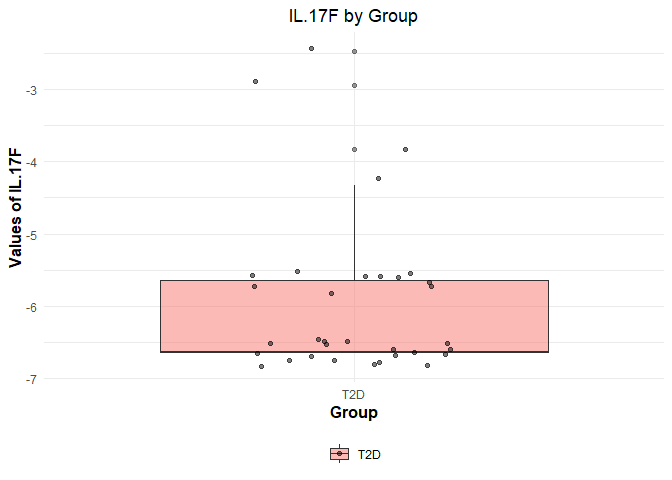 IL.17F by Group
Values of IL.17F
-3
-4
-5
-6
-7
T2D
Group
T2D